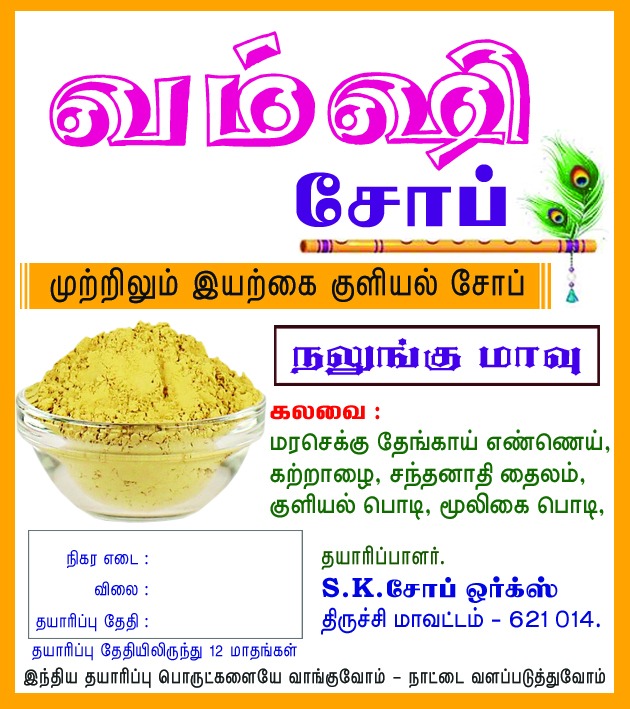 வம்ஷி
சோப்
முற்றிலும் இயற்கை குளியல் சோப்
நலுங்கு மாவு
கலவை :
மரசெக்கு தேங்காய் எண்ணெய்,
கற்றாழை, சந்தனாதி தைலம்,
குளியல் பொடி, மூலிகை பொடி,
நிகர எடை :
விலை :
தயாரிப்பு தேதி :
தயாரிப்பு தேதியிலிருந்து 12 மாதங்கள்
தயாரிப்பாளர்.
S.K.சோப் ஒர்க்ஸ்
திருச்சி மாவட்டம் - 621 014.
இந்திய தயாரிப்பு பொருட்களையே வாங்குவோம் - நாட்டை வளப்படுத்துவோம்